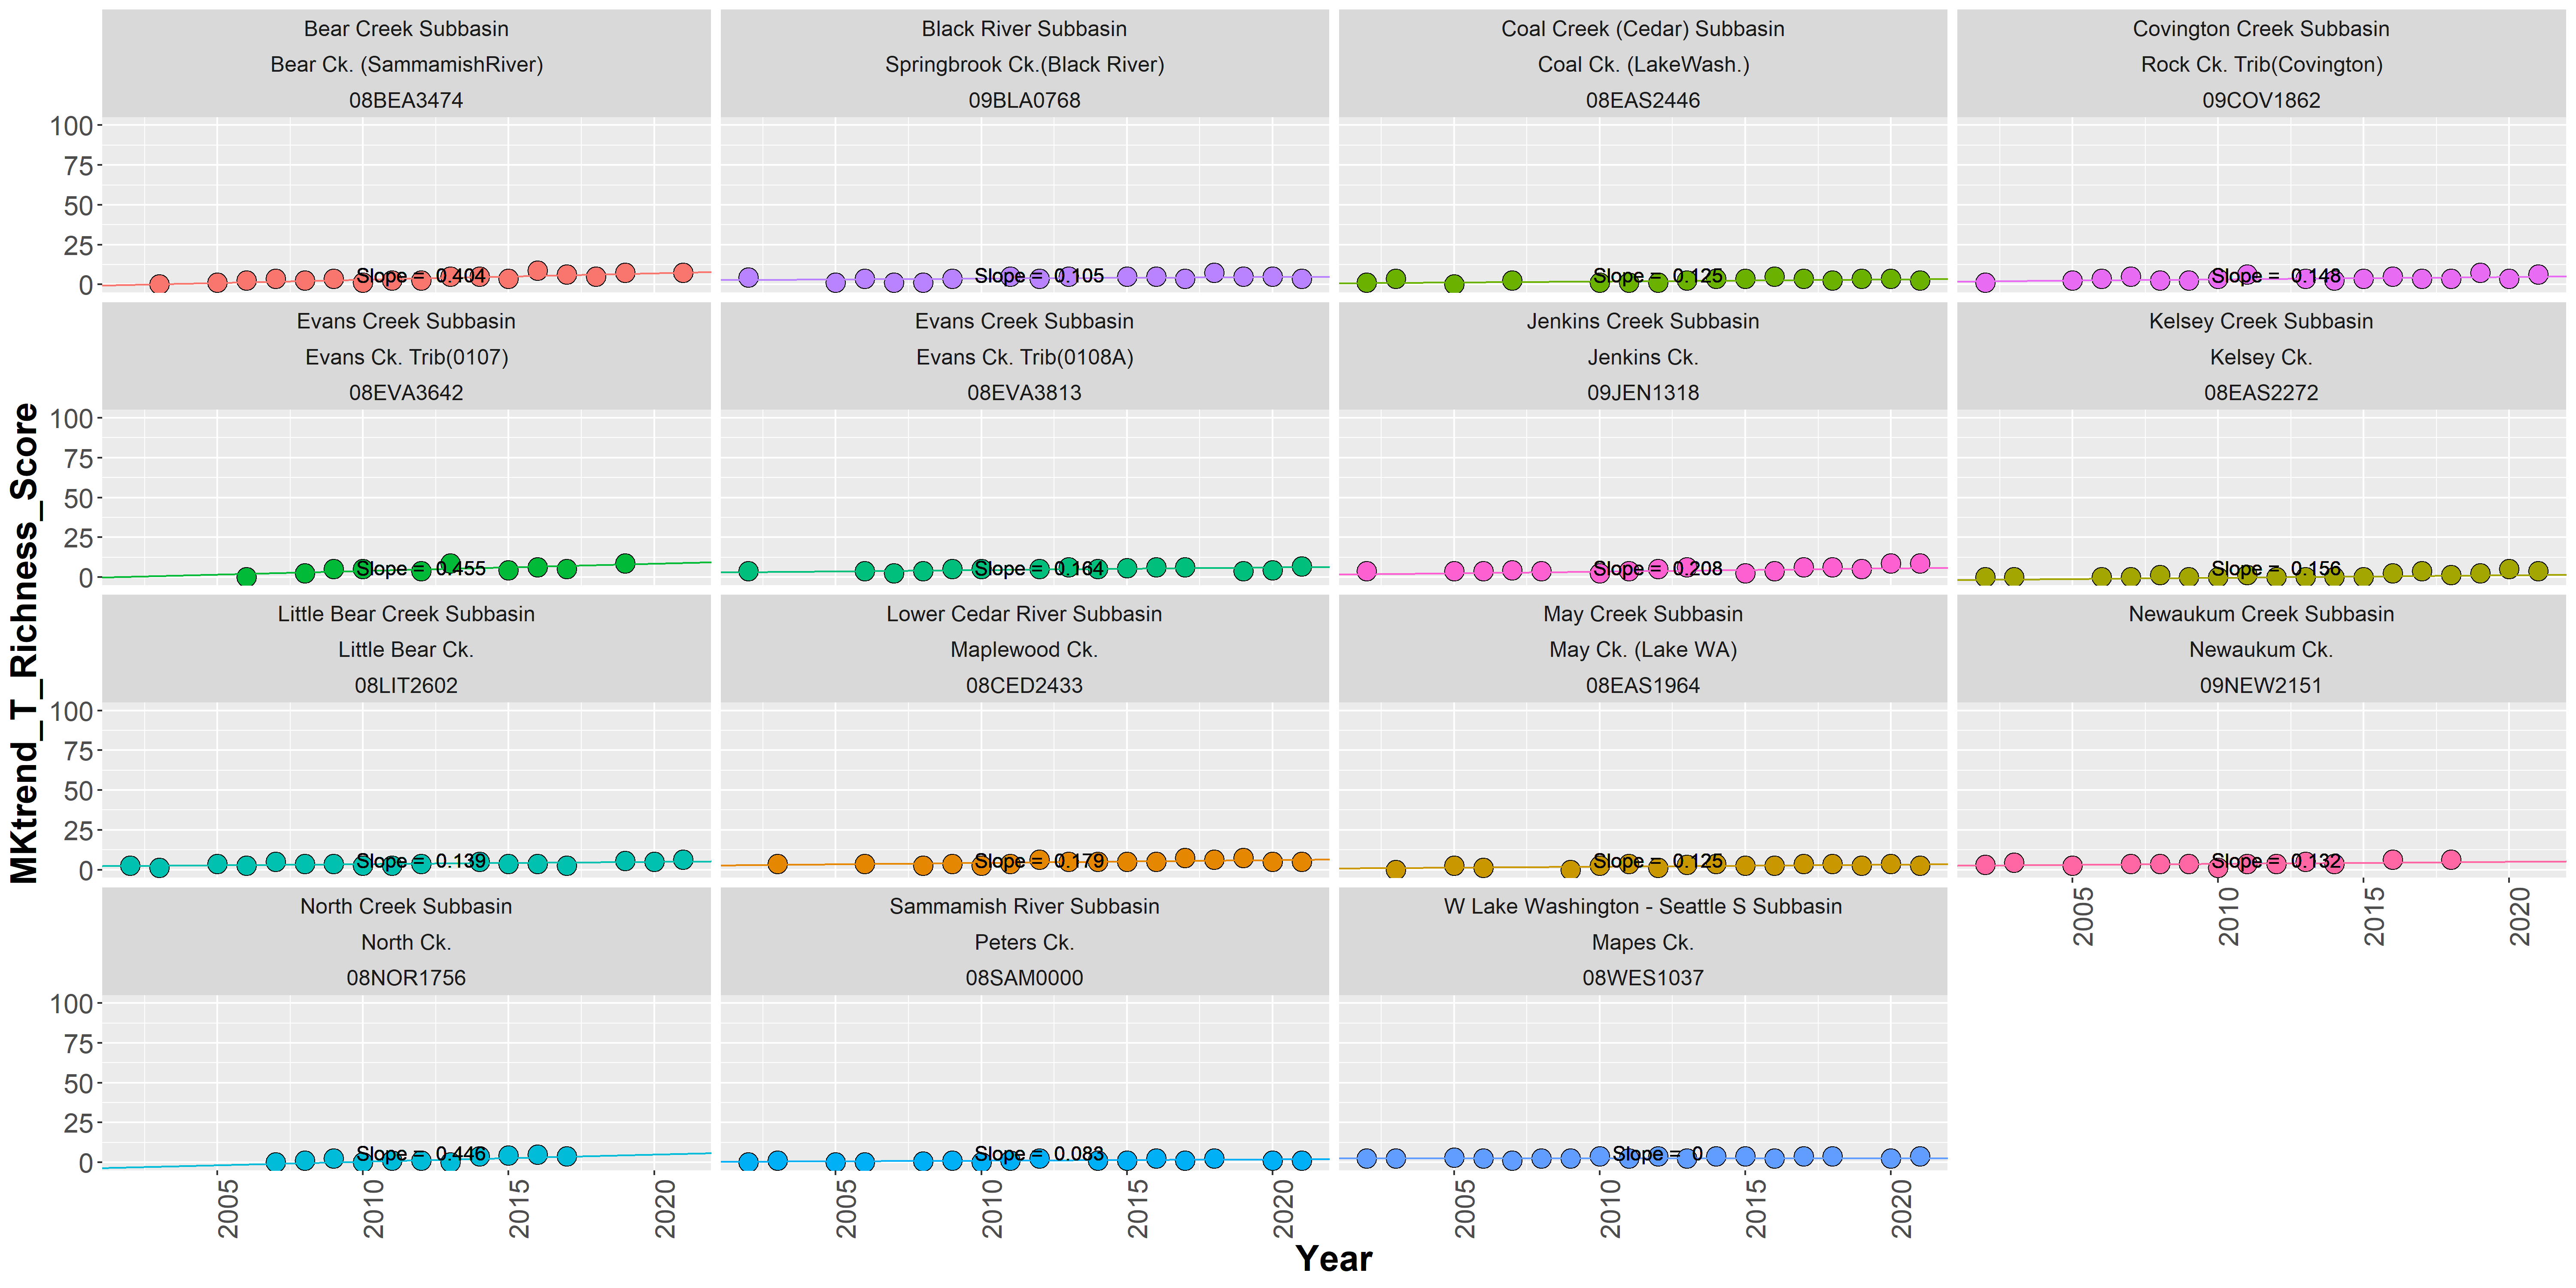 Bear Creek Subbasin
Bear Ck. (SammamishRiver)
08BEA3474
Black River Subbasin
Springbrook Ck.(Black River)
09BLA0768
Coal Creek (Cedar) Subbasin
Coal Ck. (LakeWash.)
08EAS2446
Covington Creek Subbasin
Rock Ck. Trib(Covington)
09COV1862
100
75
50
25
0
Slope = 0.404
Slope = 0.105
Slope = 0.125
Slope = 0.148
Evans Creek Subbasin
Evans Ck. Trib(0107)
08EVA3642
Evans Creek Subbasin
Evans Ck. Trib(0108A)
08EVA3813
Jenkins Creek Subbasin
Jenkins Ck.
09JEN1318
Kelsey Creek Subbasin
Kelsey Ck.
08EAS2272
100
75
50
25
0
Slope = 0.455
Slope = 0.164
Slope = 0.208
Slope = 0.156
MKtrend_T_Richness_Score
Little Bear Creek Subbasin
Little Bear Ck.
08LIT2602
Lower Cedar River Subbasin
Maplewood Ck.
08CED2433
May Creek Subbasin
May Ck. (Lake WA)
08EAS1964
Newaukum Creek Subbasin
Newaukum Ck.
09NEW2151
100
75
50
25
0
Slope = 0.139
Slope = 0.179
Slope = 0.125
Slope = 0.132
2005
2010
2015
2020
North Creek Subbasin
North Ck.
08NOR1756
Sammamish River Subbasin
Peters Ck.
08SAM0000
W Lake Washington - Seattle S Subbasin
Mapes Ck.
08WES1037
100
75
50
25
0
Slope = 0.446
Slope = 0.083
Slope = 0
2005
2010
2015
2020
2005
2010
2015
2020
2005
2010
2015
2020
Year